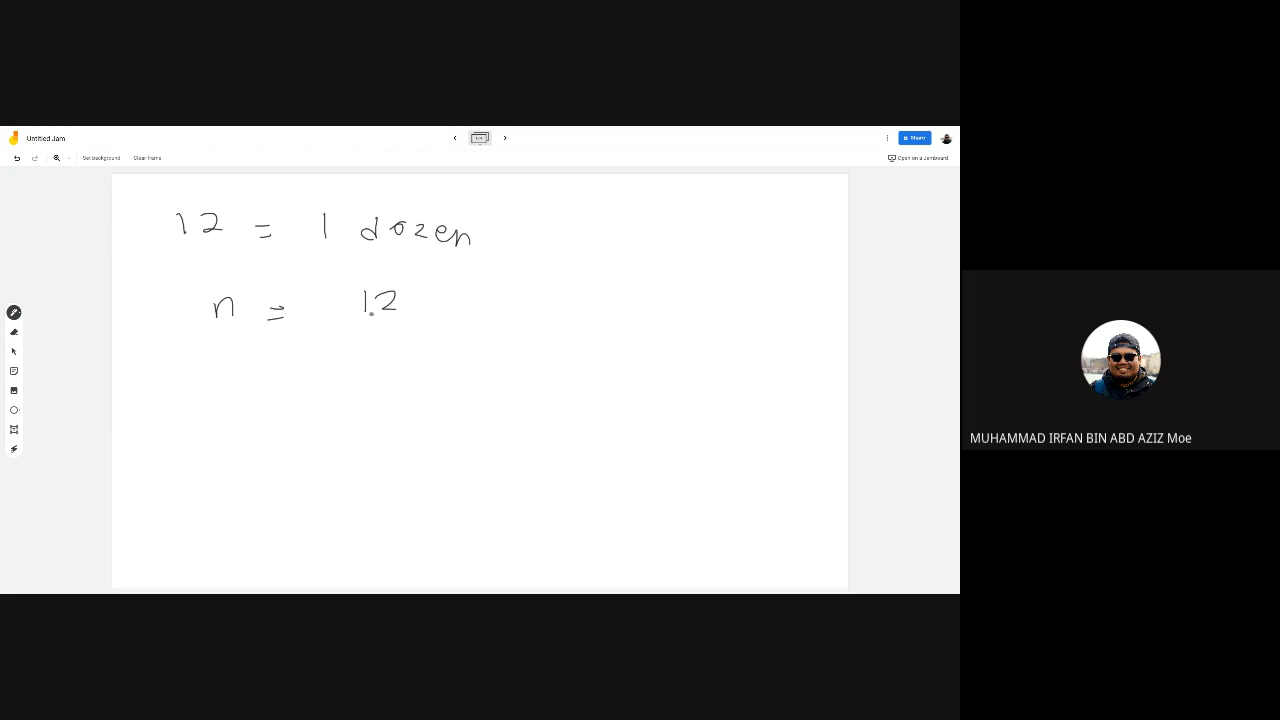 Untitled Jam
Share
Set background
Clear frame
Open on a Jamboard
12 = 1 dozen
n = 12
MUHAMMAD IRFAN BIN ABD AZIZ Moe